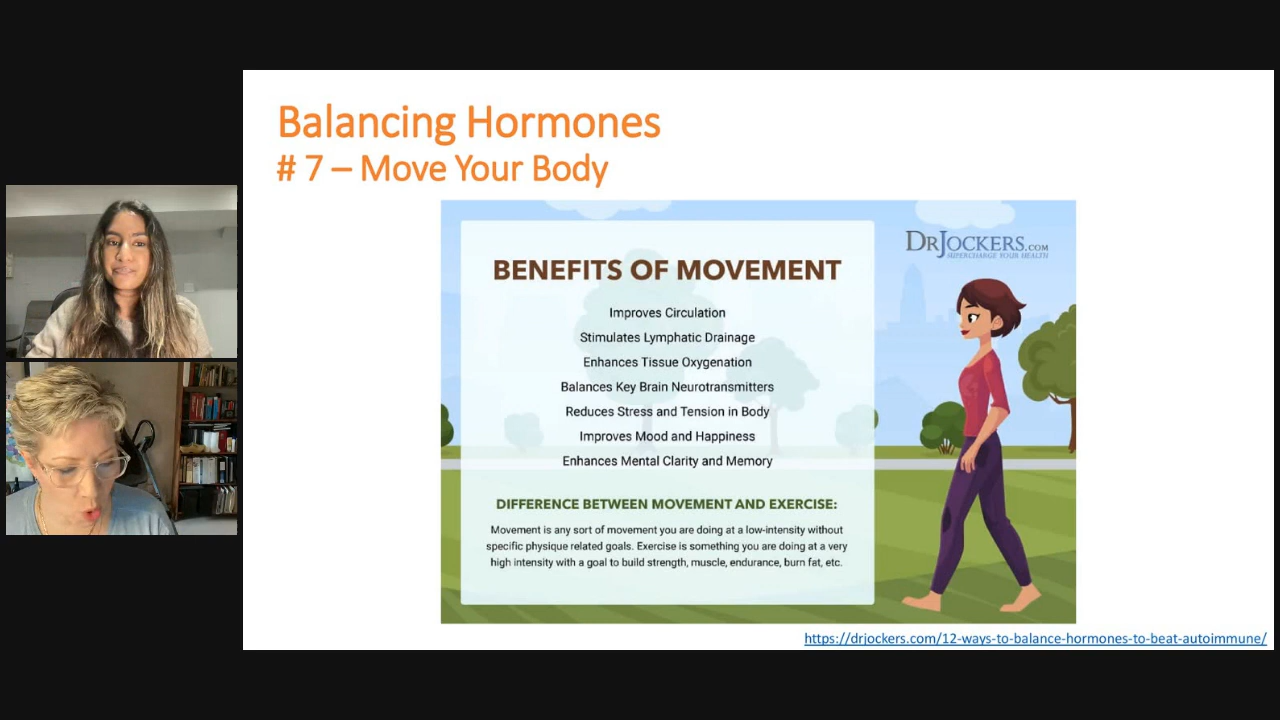 Balancing Hormones
# 7 – Move Your Body
DRJOCKERS.COM
SUPERCHARGE YOUR HEALTH
BENEFITS OF MOVEMENT
Improves Circulation
Stimulates Lymphatic Drainage
Enhances Tissue Oxygenation
Balances Key Brain Neurotransmitters
Reduces Stress and Tension in Body
Improves Mood and Happiness
Enhances Mental Clarity and Memory
DIFFERENCE BETWEEN MOVEMENT AND EXERCISE:
Movement is any sort of movement you are doing at a low-intensity without
specific physique related goals. Exercise is something you are doing at a very
high intensity with a goal to build strength, muscle, endurance, burn fat, etc.
https://drjockers.com/12-ways-to-balance-hormones-to-beat-autoimmune/